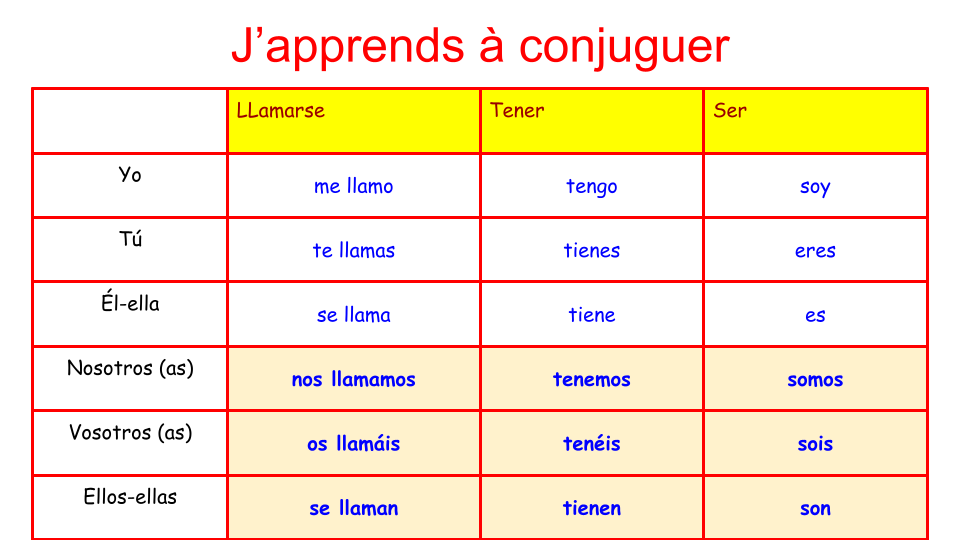 J’apprends à conjuguer
LLamarse Tener Ser
Yo me llamo tengo soy
Tú te llamas tienes eres
Él-ella se llama tiene es
Nosotros (as) nos llamamos tenemos somos
Vosotros (as) os llamáis tenéis sois
Ellos-ellas se llaman tienen son